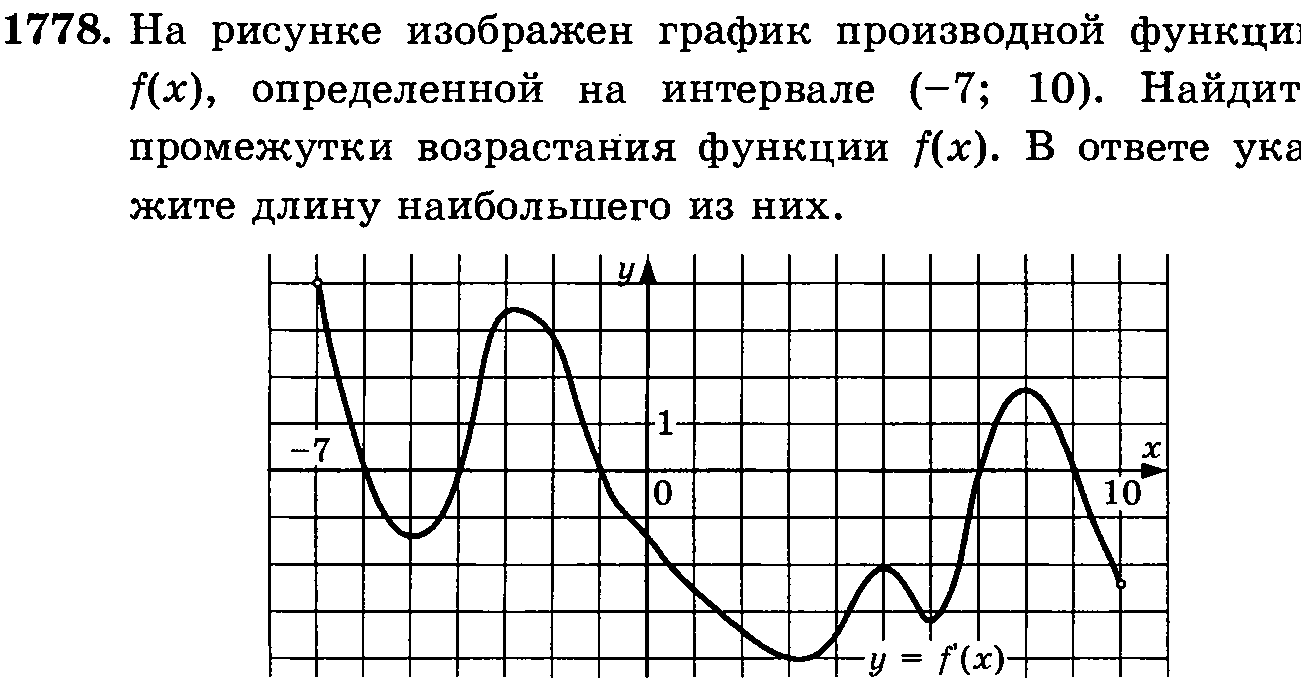 1778. На рисунке изображен график производной функци
f(x), определенной на интервале (−7; 10). Найдит
промежутки возрастания функции f(x). В ответе ука
жите длину наибольшего из них.
y
1
−7
x
0
10
y = f'(x)